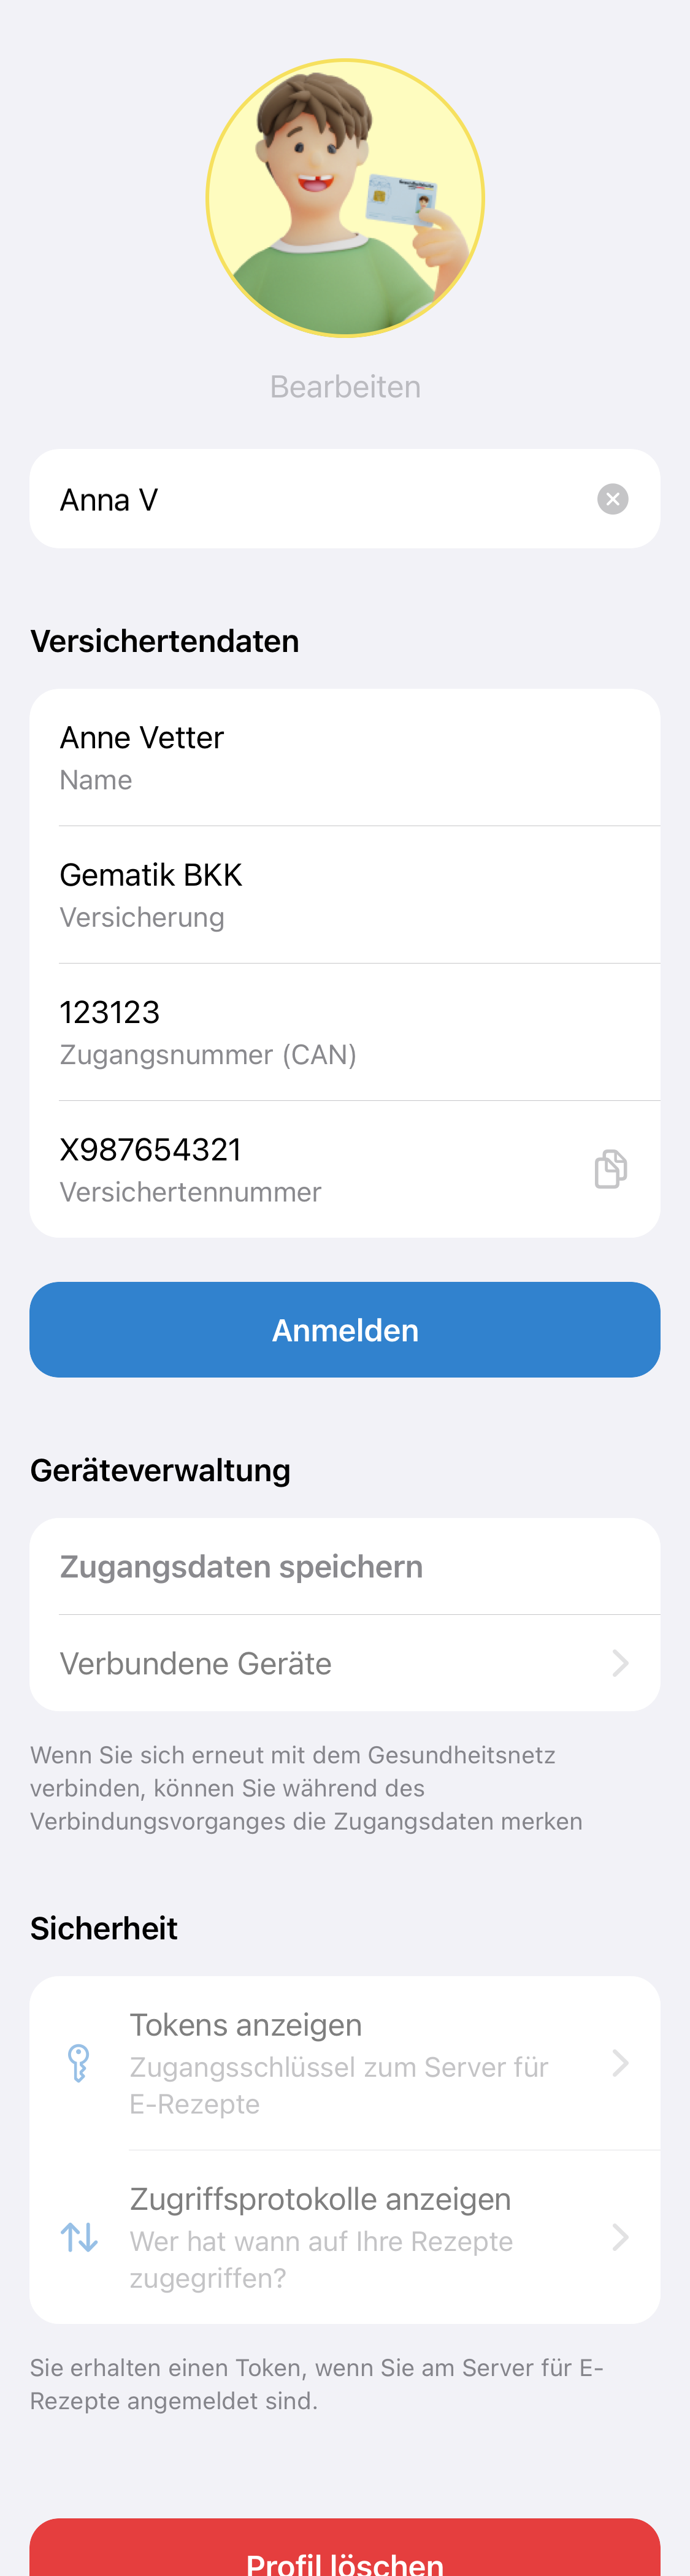 Bearbeiten
Anna V
Versichertendaten
Anne Vetter
Name
Gematik BKK
Versicherung
123123
Zugangsnummer (CAN)
X987654321
Versichertennummer
Anmelden
Geräteverwaltung
Zugangsdaten speichern
Verbundene Geräte
Wenn Sie sich erneut mit dem Gesundheitsnetz
verbinden, können Sie während des
Verbindungsvorganges die Zugangsdaten merken
Sicherheit
Tokens anzeigen
Zugangsschlüssel zum Server für
E-Rezepte
Zugriffsprotokolle anzeigen
Wer hat wann auf Ihre Rezepte
zugegriffen?
Sie erhalten einen Token, wenn Sie am Server für E-
Rezepte angemeldet sind.
Profil löschen